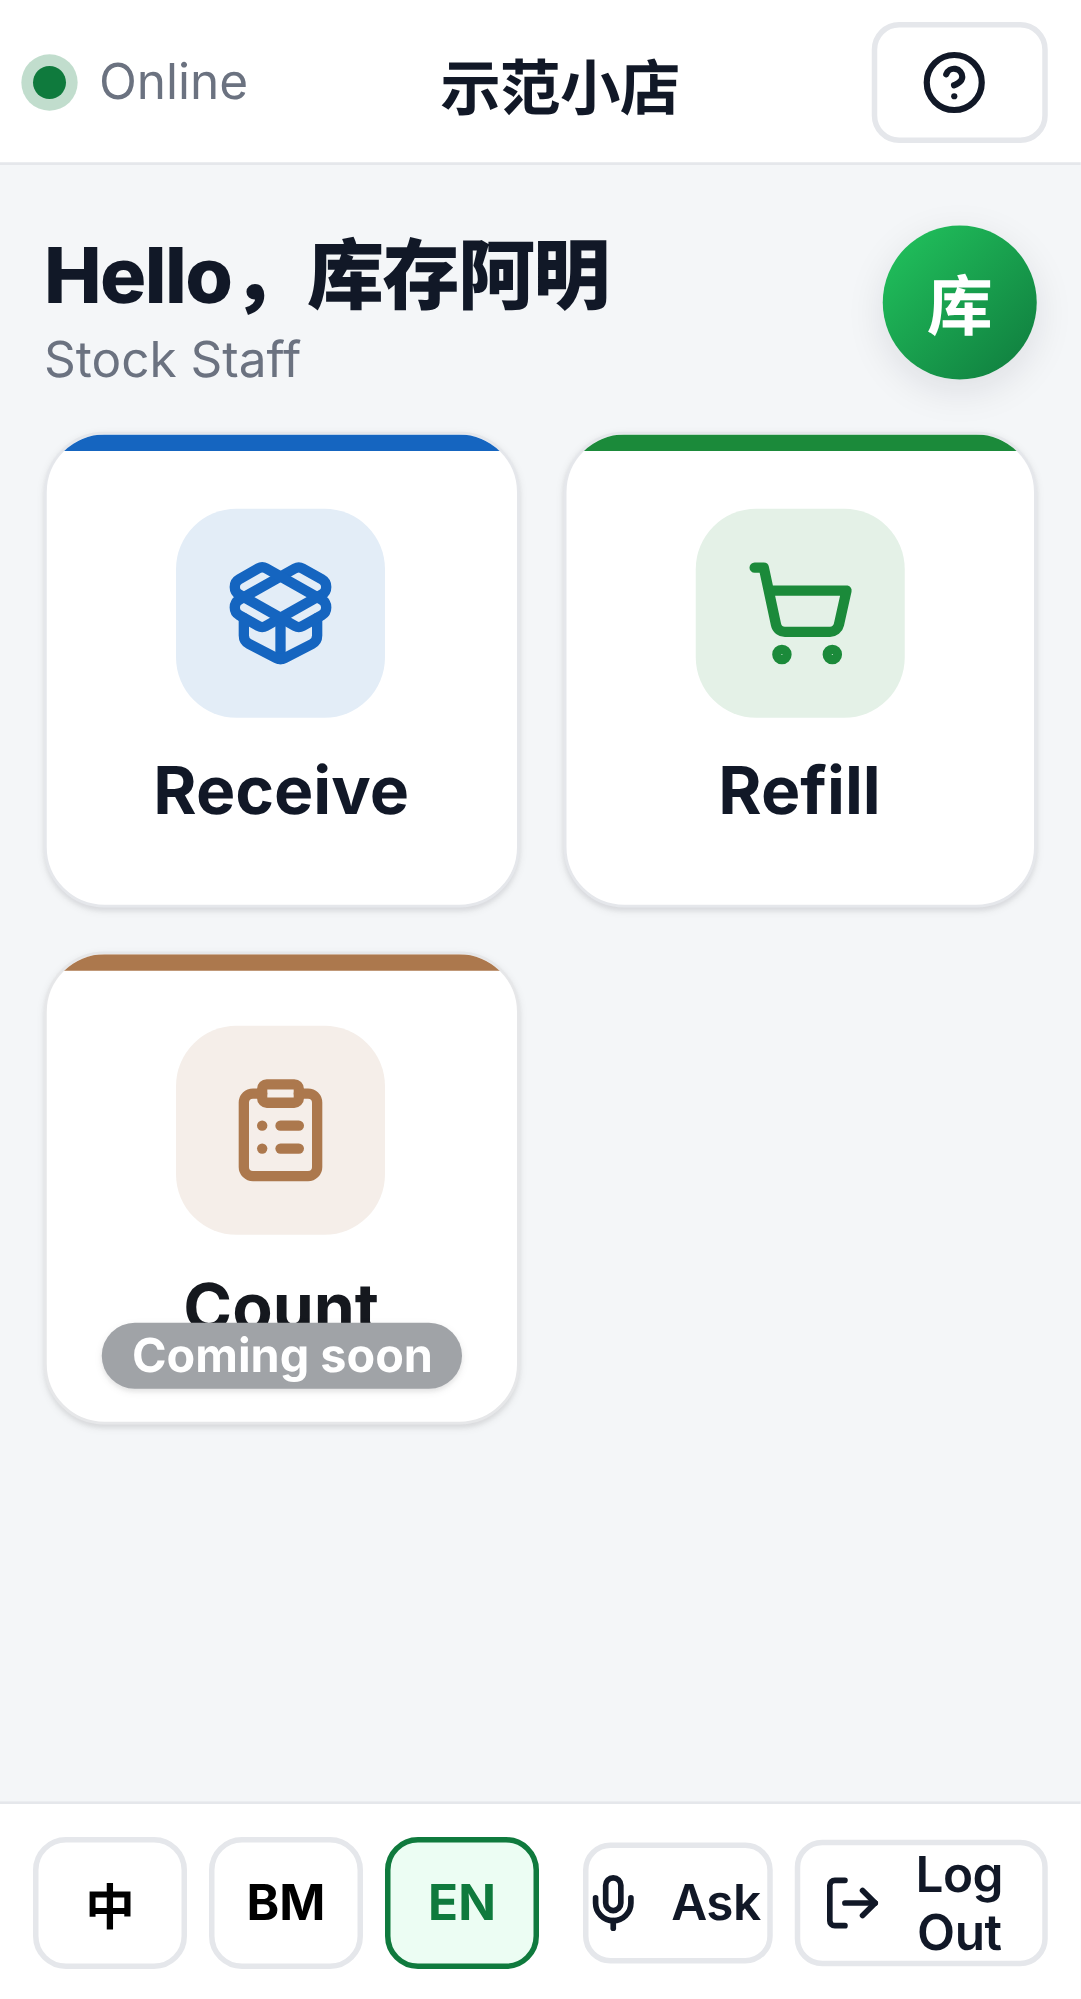 Online
示范小店
Hello，库存阿明
Stock Staff
库
Receive
Refill
Count
Coming soon
中
BM
EN
Ask
Log
Out